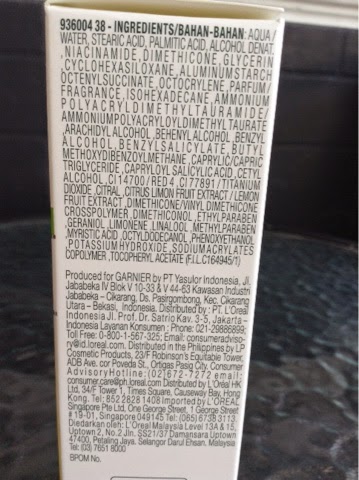 936004 38 - INGREDIENTS/BAHAN-BAHAN: AQUA /
WATER, STEARIC ACID, PALMITIC ACID, ALCOHOL DENAT.
, NIACINAMIDE, DIMETHICONE, GLYCERIN
, CYCLOHEXASILOXANE, ALUMINUM STARCH
OCTENYLSUCCINATE, OCTOCRYLENE, PARFUM /
FRAGRANCE, ISOHEXADECANE, AMMONIUM
POLYACRYLDIMETHYLTAURAMIDE /
AMMONIUM POLYACRYLOYLDIMETHYL TAURATE
, ARACHIDYL ALCOHOL, BEHENYL ALCOHOL, BENZYL
ALCOHOL, BENZYL SALICYLATE, BUTYL
METHOXYDIBENZOYLMETHANE, CAPRYLIC/CAPRIC
TRIGLYCERIDE, CAPRYLOYL SALICYLIC ACID, CETYL
ALCOHOL, CI 14700 / RED 4, CI 77891 / TITANIUM
DIOXIDE, CITRAL, CITRUS LIMON FRUIT EXTRACT / LEMON
FRUIT EXTRACT, DIMETHICONE/VINYL DIMETHICONE
CROSSPOLYMER, DIMETHICONOL, ETHYLPARABEN
, GERANIOL, LIMONENE, LINALOOL, METHYLPARABEN
, MYRISTIC ACID, OCTYLDODECANOL, PHENOXYETHANOL
, POTASSIUM HYDROXIDE, SODIUM ACRYLATES
COPOLYMER, TOCOPHERYL ACETATE (F.I.L. C164945/1)
Produced for GARNIER by PT Yasulor Indonesia, Jl.
Jababeka IV Blok V 10-33 & V 44-63 Kawasan Industri
Jababeka – Cikarang, Ds. Pasirgombong, Kec. Cikarang
Utara – Bekasi, Indonesia. Distributed by PT. L'Oreal
Indonesia Jl. Prof. Dr. Satrio Kav. 3-5, Jakarta –
Indonesia Layanan Konsumen : Phone: 021-29886899;
Toll Free: 0-800-1-567-325; Email: consumeradviso-
ry@id.loreal.com. Distributed in the Philippines by LP
Cosmetic Products, 23/F Robinson's Equitable Tower,
ADB Ave. cor Poveda St., Ortigas Pasig City. Consumer
Advisory Hotline: (02) 672-7272 email:
consumer.care@ph.loreal.com Distributed by L'Oreal HK
Ltd, 34/F Tower 1, Times Square, Causeway Bay, Hong
Kong. Tel: 852 2828 1408 Imported by L'OREAL
Singapore Pte Ltd, One George Street, 1 George Street
# 19-01, Singapore 049145 Tel: (065) 6738 3113,
Diedarkan oleh: L'Oreal Malaysia Level 13A & 15,
Uptown 2, No.2 Jln. SS21/37 Damansara Uptown
47400, Petaling Jaya. Selangor Darul Ehsan. Malaysia
Tel: (03) 7651 8000
BPOM No.